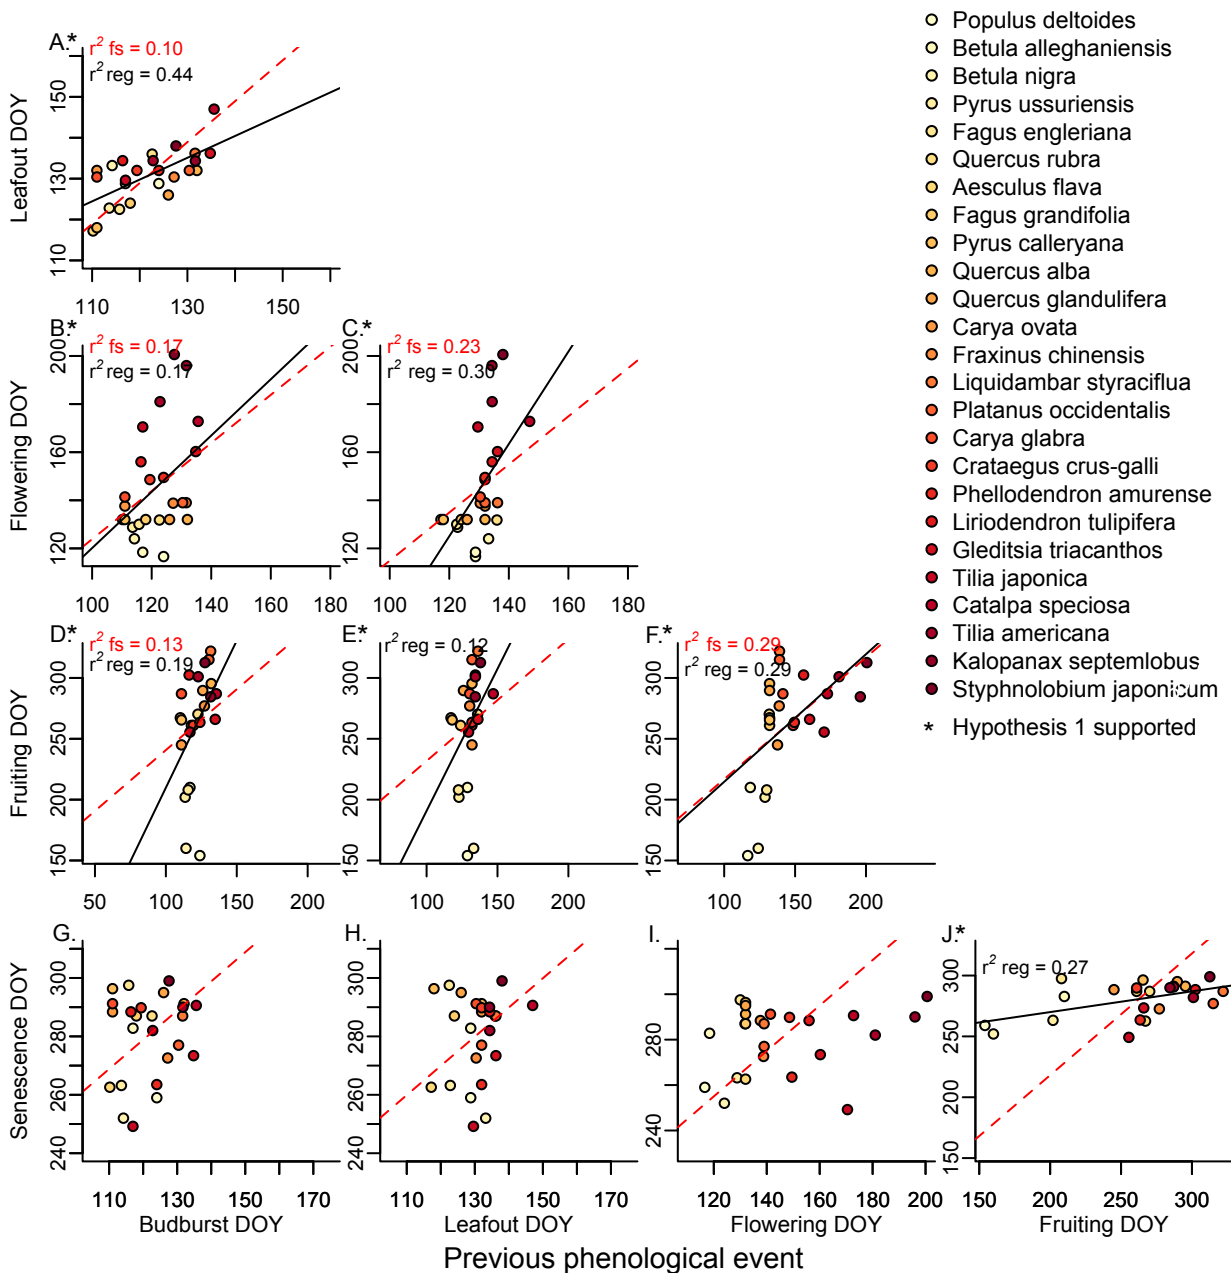 A.*
r² fs = 0.10
r² reg = 0.44
Leafout DOY
110 130 150
110 130 150
B.*
r² fs = 0.17
r² reg = 0.17
Flowering DOY
120 160 200
100 120 140 160 180
C.*
r² fs = 0.23
r² reg = 0.30
100 120 140 160 180
D.*
r² fs = 0.13
r² reg = 0.19
Fruiting DOY
150 200 250 300
50 100 150 200
E.*
r² reg = 0.12
100 150 200
F.*
r² fs = 0.29
r² reg = 0.29
150 200 250 300
100 150 200
G.
Senescence DOY
240 260 280 300
110 130 150 170
Budburst DOY
H.
240 260 280 300
110 130 150 170
Leafout DOY
I.
240 280
120 140 160 180 200
Flowering DOY
J.*
r² reg = 0.27
150 200 250 300
150 200 250 300
Fruiting DOY
Previous phenological event
Populus deltoides
Betula alleghaniensis
Betula nigra
Pyrus ussuriensis
Fagus engleriana
Quercus rubra
Aesculus flava
Fagus grandifolia
Pyrus calleryana
Quercus alba
Quercus glandulifera
Carya ovata
Fraxinus chinensis
Liquidambar styraciflua
Platanus occidentalis
Carya glabra
Crataegus crus-galli
Phellodendron amurense
Liriodendron tulipifera
Gleditsia triacanthos
Tilia japonica
Catalpa speciosa
Tilia americana
Kalopanax septemlobus
Styphnolobium japonicum
* Hypothesis 1 supported